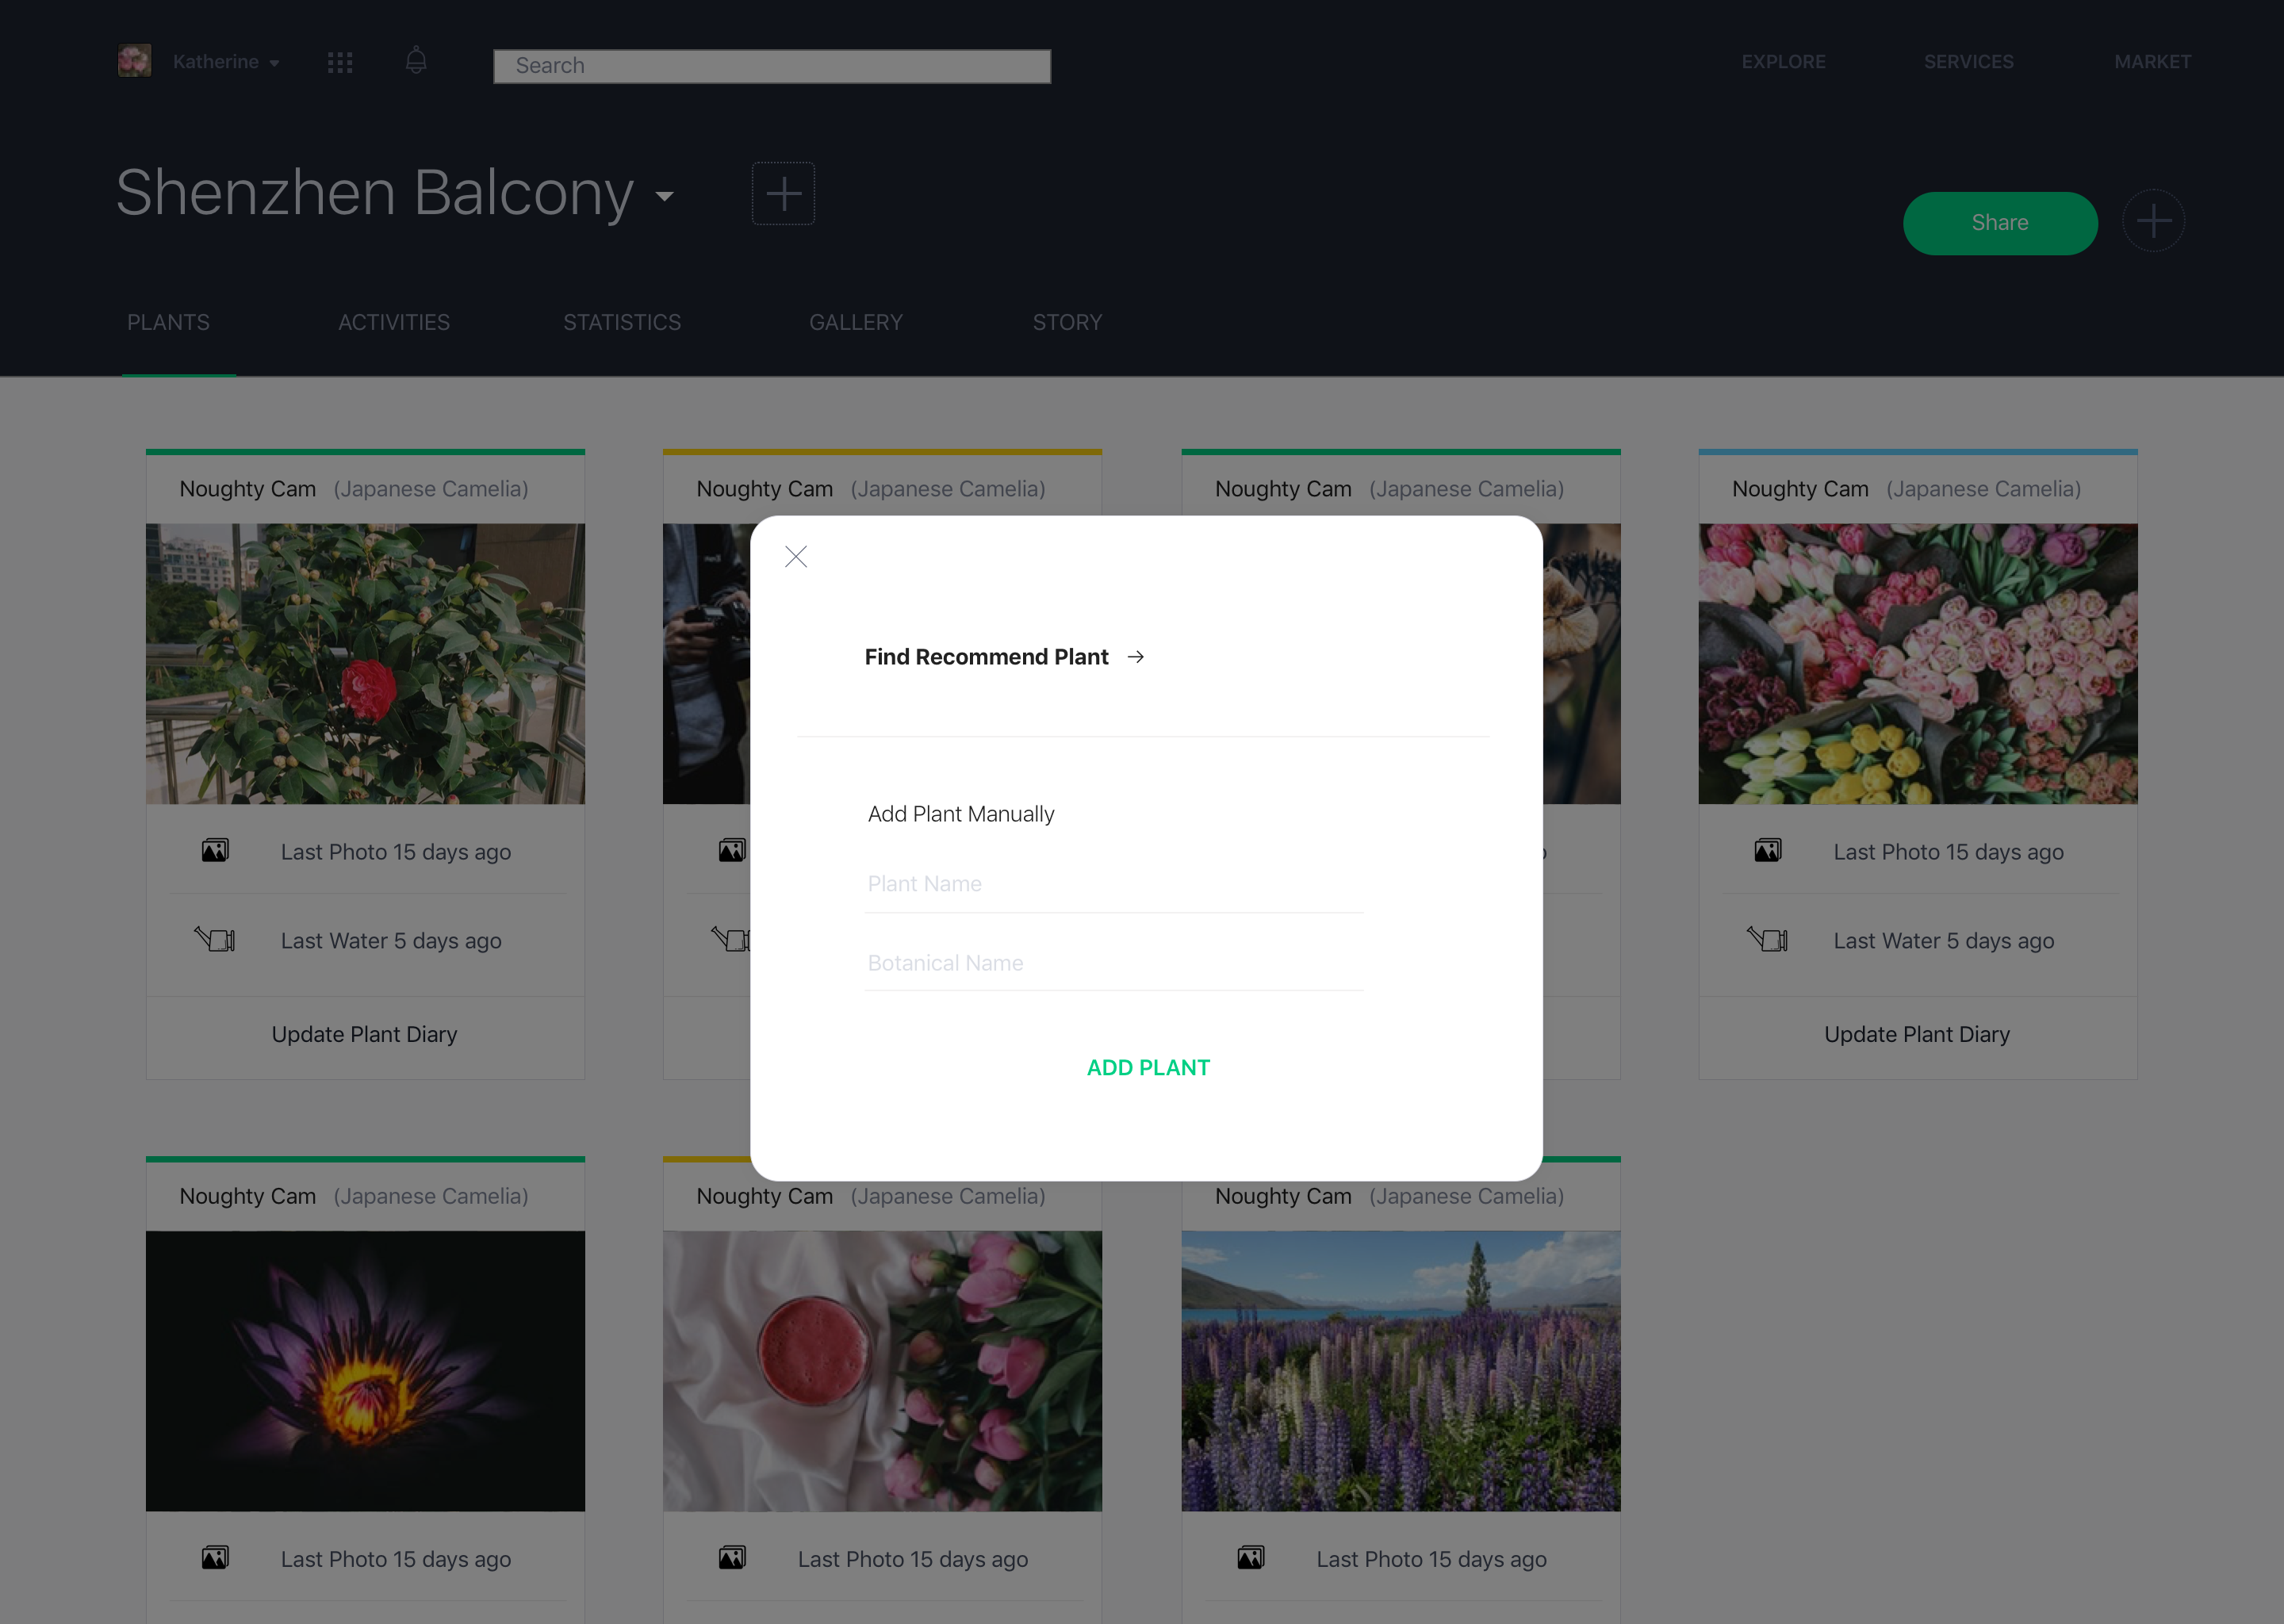 Katherine
Search
EXPLORE
SERVICES
MARKET
Shenzhen Balcony
Share
PLANTS
ACTIVITIES
STATISTICS
GALLERY
STORY
Noughty Cam (Japanese Camelia)
Noughty Cam (Japanese Camelia)
Noughty Cam (Japanese Camelia)
Noughty Cam (Japanese Camelia)
Find Recommend Plant
Add Plant Manually
Plant Name
Botanical Name
ADD PLANT
Last Photo 15 days ago
Last Photo 15 days ago
Last Water 5 days ago
Last Water 5 days ago
Update Plant Diary
Update Plant Diary
Noughty Cam (Japanese Camelia)
Noughty Cam (Japanese Camelia)
Noughty Cam (Japanese Camelia)
Last Photo 15 days ago
Last Photo 15 days ago
Last Photo 15 days ago